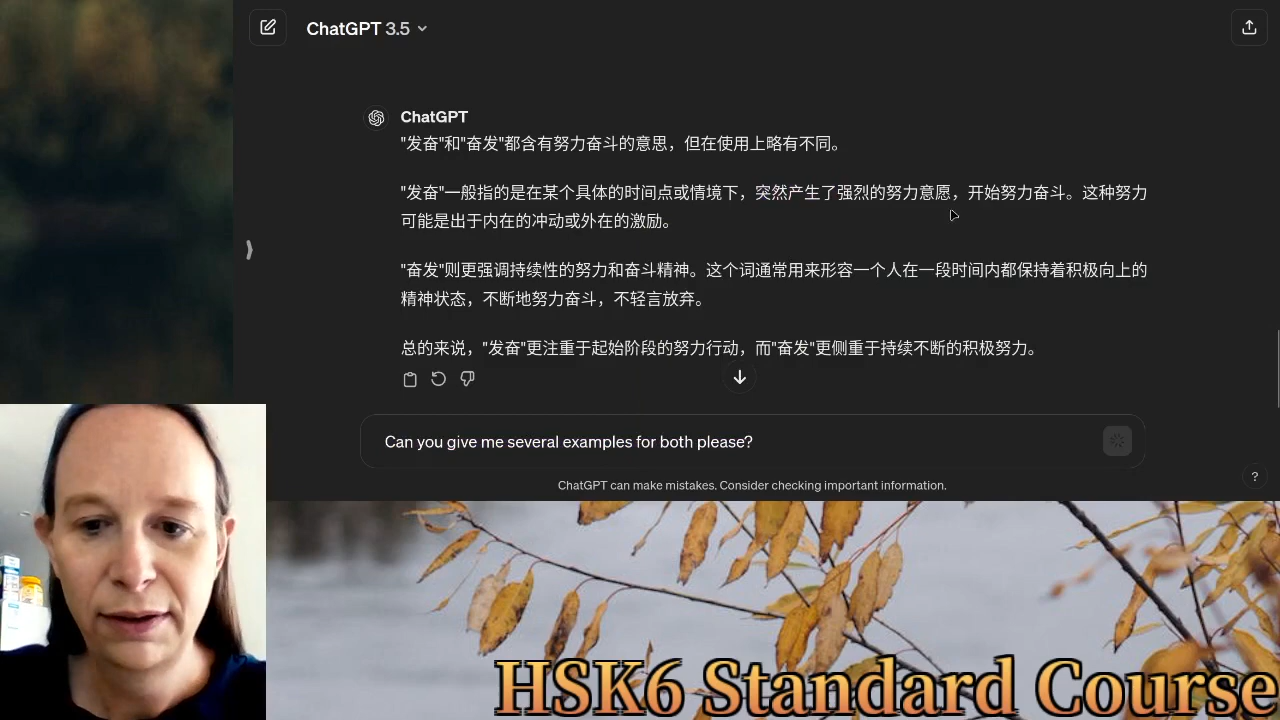 ChatGPT 3.5
ChatGPT
"发奋"和"奋发"都含有努力奋斗的意思，但在使用上略有不同。
"发奋"一般指的是在某个具体的时间点或情境下，突然产生了强烈的努力意愿，开始努力奋斗。这种努力
可能是出于内在的冲动或外在的激励。
"奋发"则更强调持续性的努力和奋斗精神。这个词通常用来形容一个人在一段时间内都保持着积极向上的
精神状态，不断地努力奋斗，不轻言放弃。
总的来说，"发奋"更注重于起始阶段的努力行动，而"奋发"更侧重于持续不断的积极努力。
Can you give me several examples for both please?
ChatGPT can make mistakes. Consider checking important information.
?
HSK6 Standard Course